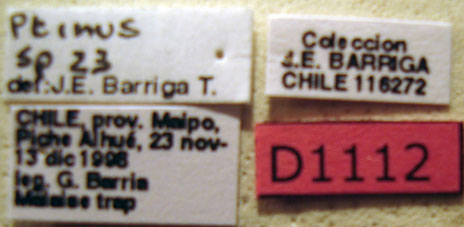 Ptinus
sp 23
det: J.E. Barriga T.
Coleccion
J.E. BARRIGA
CHILE 116272
CHILE, prov. Maipo,
Piche Alhué, 23 nov-
13 dic 1998
leg. G. Barria
Malaise trap
D1112